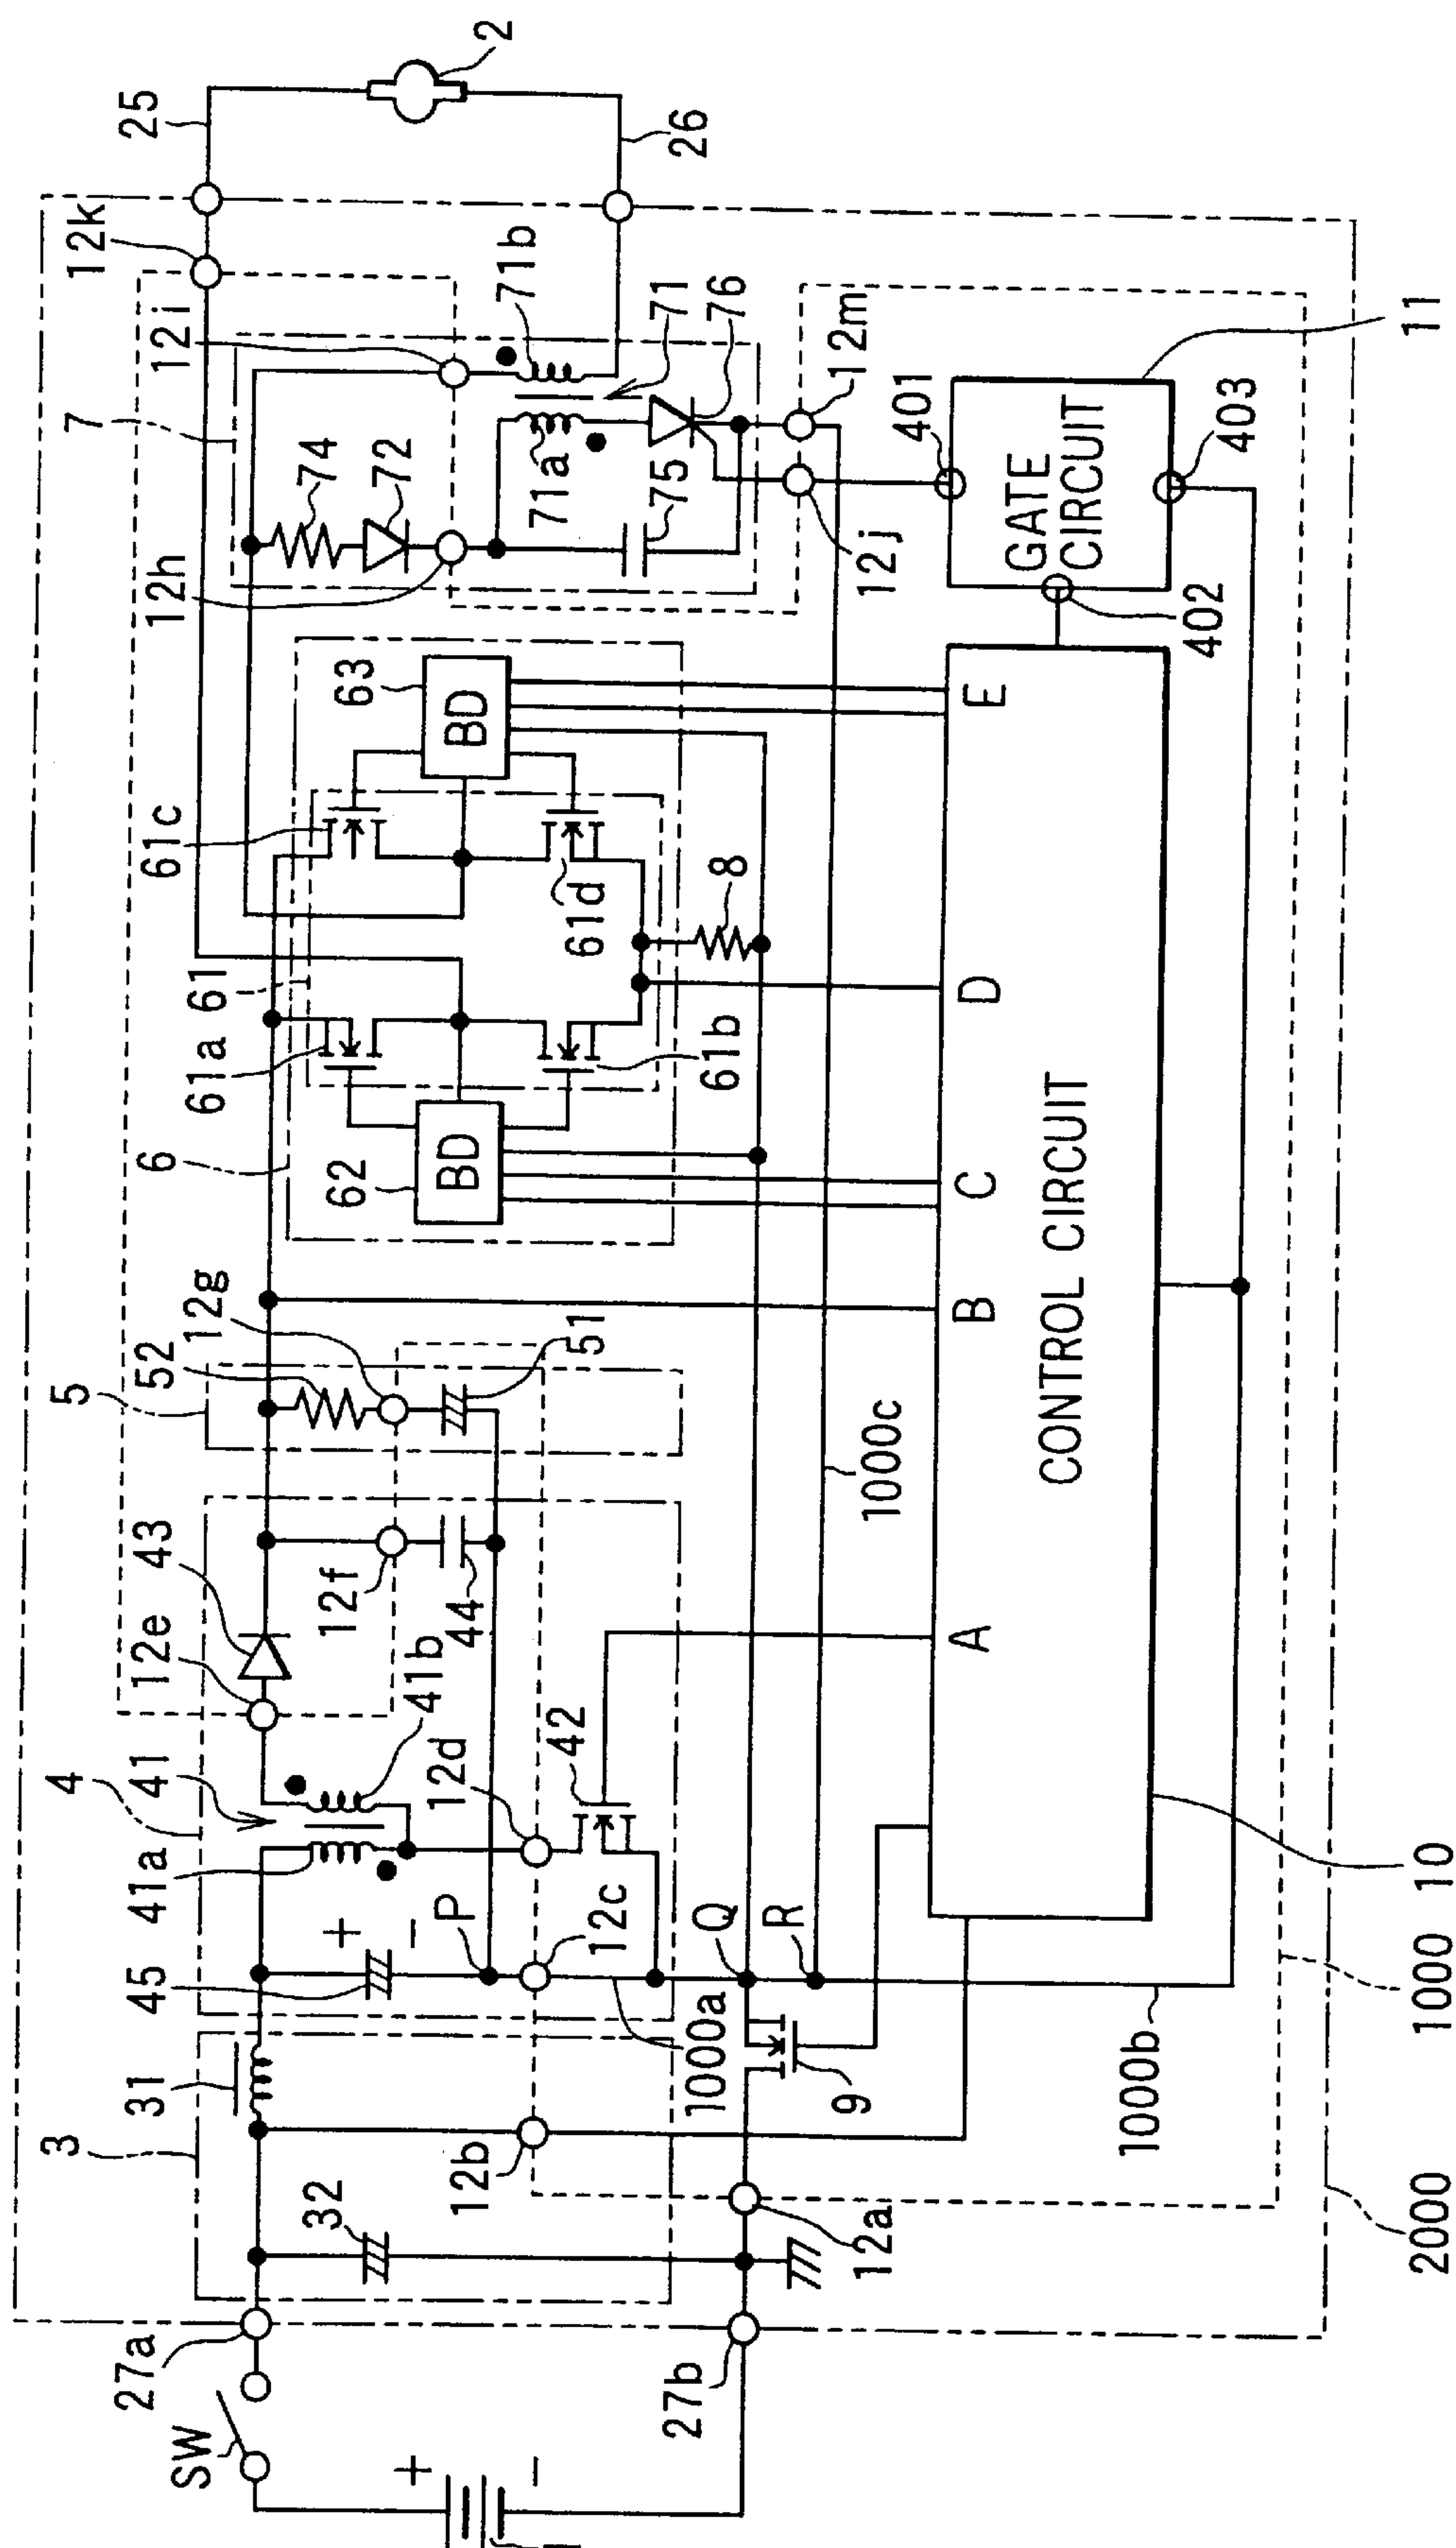 25
2
12k
26
12i
71b
7
71
76
74
72
12h
71a
75
12m
12j
401
GATE CIRCUIT
403
402
11
63
BD
61c
61d
8
61
61a
61b
6
62
BD
E
D
C
B
A
CONTROL CIRCUIT
12g
52
51
5
1000c
43
12f
44
12e
41b
4
41
12d
42
41a
+
−
P
12c
45
Q
R
1000a
31
9
1000b
10
1000
3
12b
32
12a
2000
27a
27b
SW
+
−